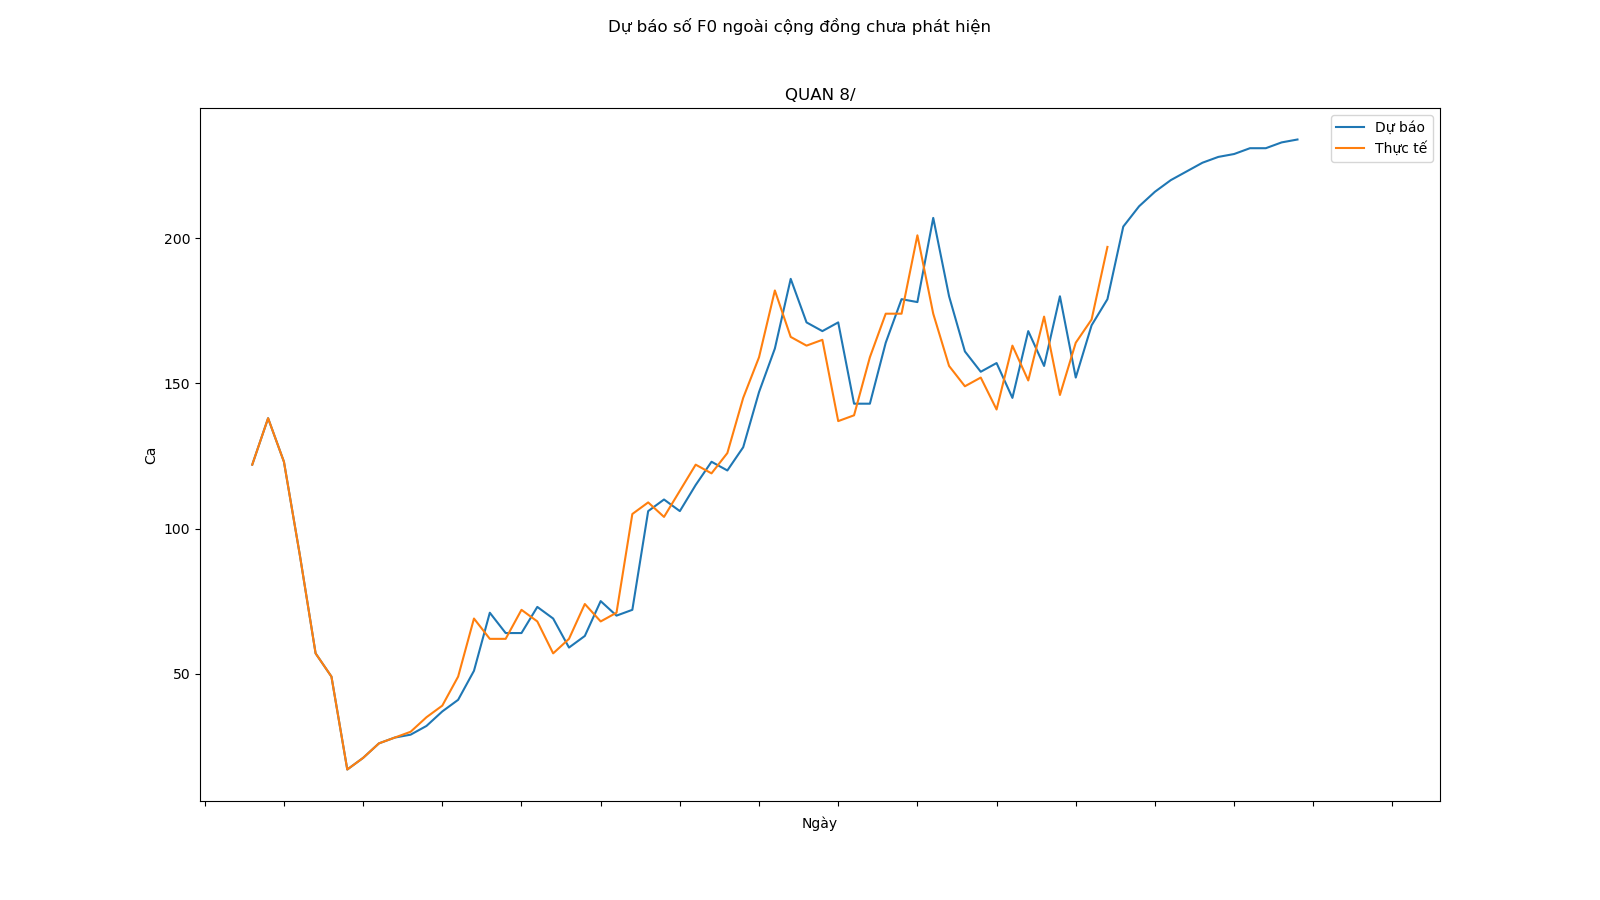 Dự báo số F0 ngoài cộng đồng chưa phát hiện
QUAN 8/
Dự báo
Thực tế
200
150
100
50
Ca
Ngày